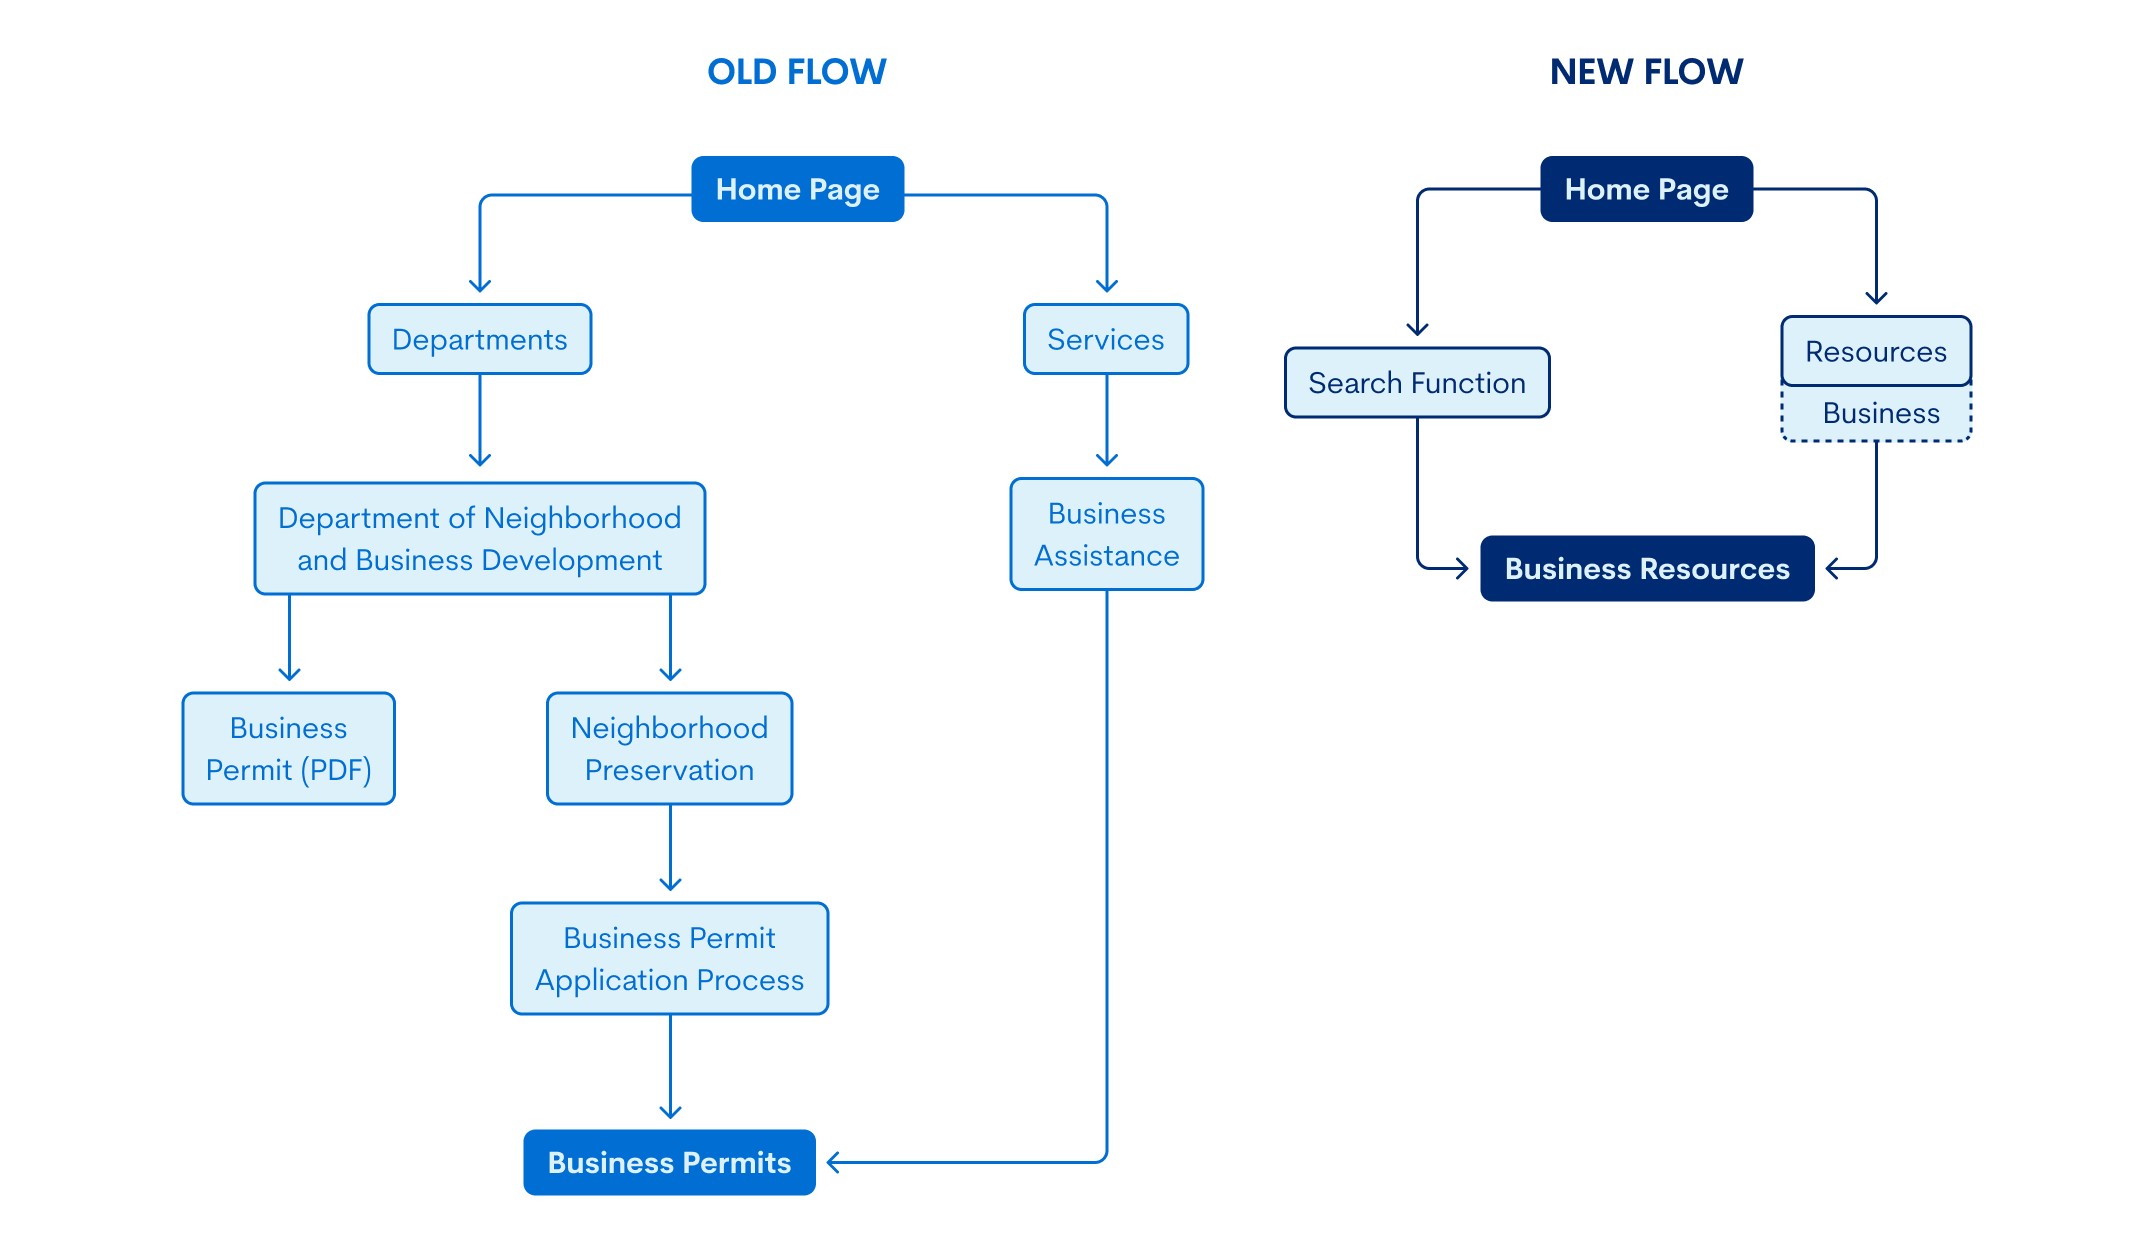 OLD FLOW
Home Page
Departments
Services
Department of Neighborhood
and Business Development
Business
Assistance
Business
Permit (PDF)
Neighborhood
Preservation
Business Permit
Application Process
Business Permits
NEW FLOW
Home Page
Search Function
Resources
Business
Business Resources